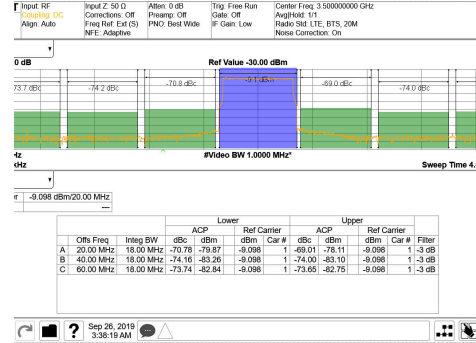 Input: RF
Coupling: DC
Align: Auto
Input Z: 50 Ω
Corrections: Off
Freq Ref: Ext (S)
NFE: Adaptive
Atten: 0 dB
Preamp: Off
PNO: Best Wide
Trig: Free Run
Gate: Off
IF Gain: Low
Center Freq: 3.500000000 GHz
Avg|Hold: 1/1
Radio Std: LTE, BTS, 20M
Noise Correction: On
0 dB Ref Value -30.00 dBm
73.7 dBc -74.2 dBc -70.8 dBc -9.1 dBm -69.0 dBc -74.0 dBc
Hz #Video BW 1.0000 MHz*
kHz Sweep Time 4.
-9.098 dBm/20.00 MHz
---
Lower Upper
ACP Ref Carrier ACP Ref Carrier
Offs Freq Integ BW dBc dBm dBm Car # dBc dBm dBm Car # Filter
A 20.00 MHz 18.00 MHz -70.78 -79.87 -9.098 1 -69.01 -78.11 -9.098 1 -3 dB
B 40.00 MHz 18.00 MHz -74.16 -83.26 -9.098 1 -74.00 -83.10 -9.098 1 -3 dB
C 60.00 MHz 18.00 MHz -73.74 -82.84 -9.098 1 -73.65 -82.75 -9.098 1 -3 dB
? Sep 26, 2019
3:38:19 AM